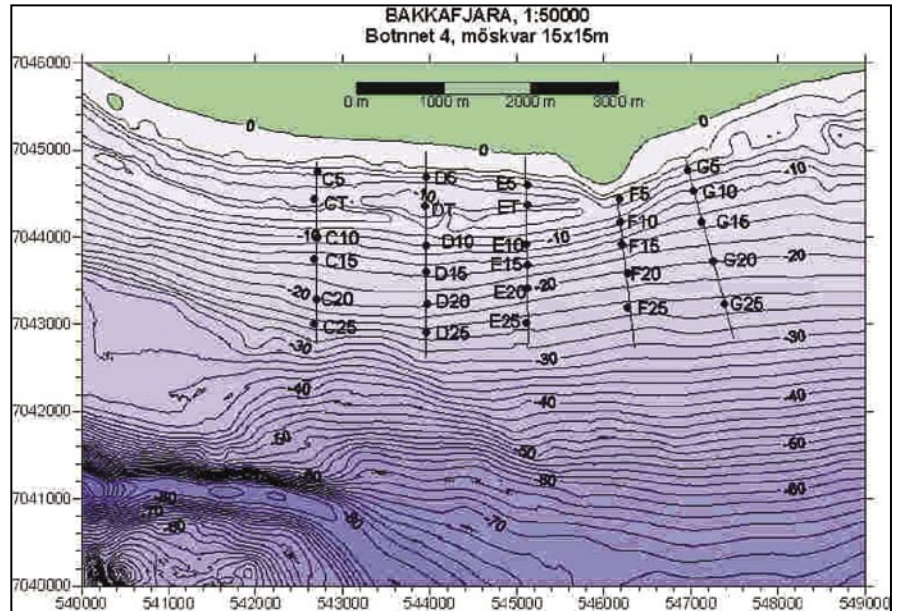 BAKKAFJARA, 1:50000
Botnnet 4, möskvar 15x15m
7046000
0 m 1000 m 2000 m 3000 m
0
0
0
7045000
C5 D5 E5 F5 G5
-10
CT DT ET F10 G10
-10
7044000
-10 C10 D10 E10 -10 F15 G15
C15 D15 E15 F20 G20 -20
-20 C20 D20 E20 -20 F25 G25
7043000
C25 D25 E25
-30 -30 -30
-40 -40 -40
7042000
-50 -50 -60
7041000
-80 -70 -80 -70
7040000
540000 541000 542000 543000 544000 545000 546000 547000 548000 549000